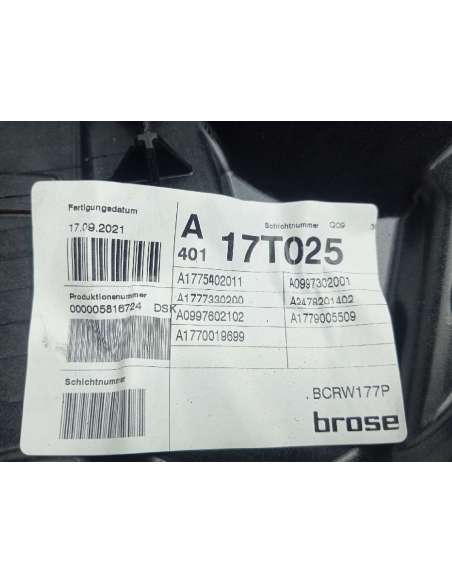 Fertigungsdatum
17.09.2021
A
401
Schichtnummer Q09
17T025
Produktionsnummer
000005816724 DSK
A1775402011 A0997302001
A1777330200 A2478201402
A0997602102 A1779005509
A1770019699
Schichtnummer
.BCRW177P
brose